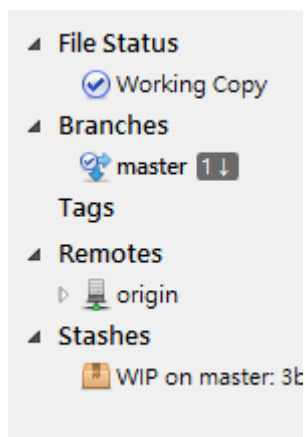 File Status
Working Copy
Branches
master 1↓
Tags
Remotes
origin
Stashes
WIP on master: 3b